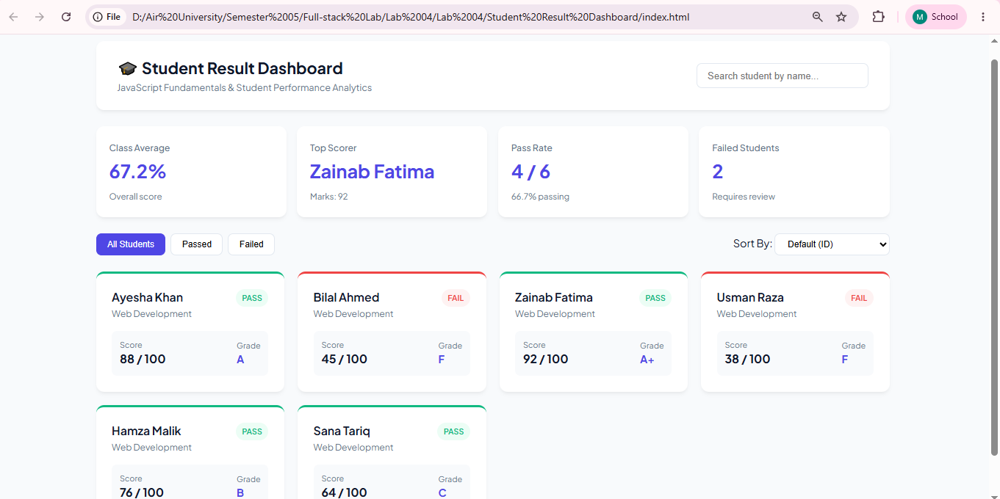 File D:/Air%20University/Semester%2005/Full-stack%20Lab/Lab%2004/Lab%2004/Student%20Result%20Dashboard/index.html M School
🎓 Student Result Dashboard
JavaScript Fundamentals & Student Performance Analytics
Search student by name...
Class Average
67.2%
Overall score
Top Scorer
Zainab Fatima
Marks: 92
Pass Rate
4 / 6
66.7% passing
Failed Students
2
Requires review
All Students Passed Failed
Sort By: Default (ID)
Ayesha Khan PASS
Web Development
Score Grade
88 / 100 A
Bilal Ahmed FAIL
Web Development
Score Grade
45 / 100 F
Zainab Fatima PASS
Web Development
Score Grade
92 / 100 A+
Usman Raza FAIL
Web Development
Score Grade
38 / 100 F
Hamza Malik PASS
Web Development
Score Grade
76 / 100 B
Sana Tariq PASS
Web Development
Score Grade
64 / 100 C